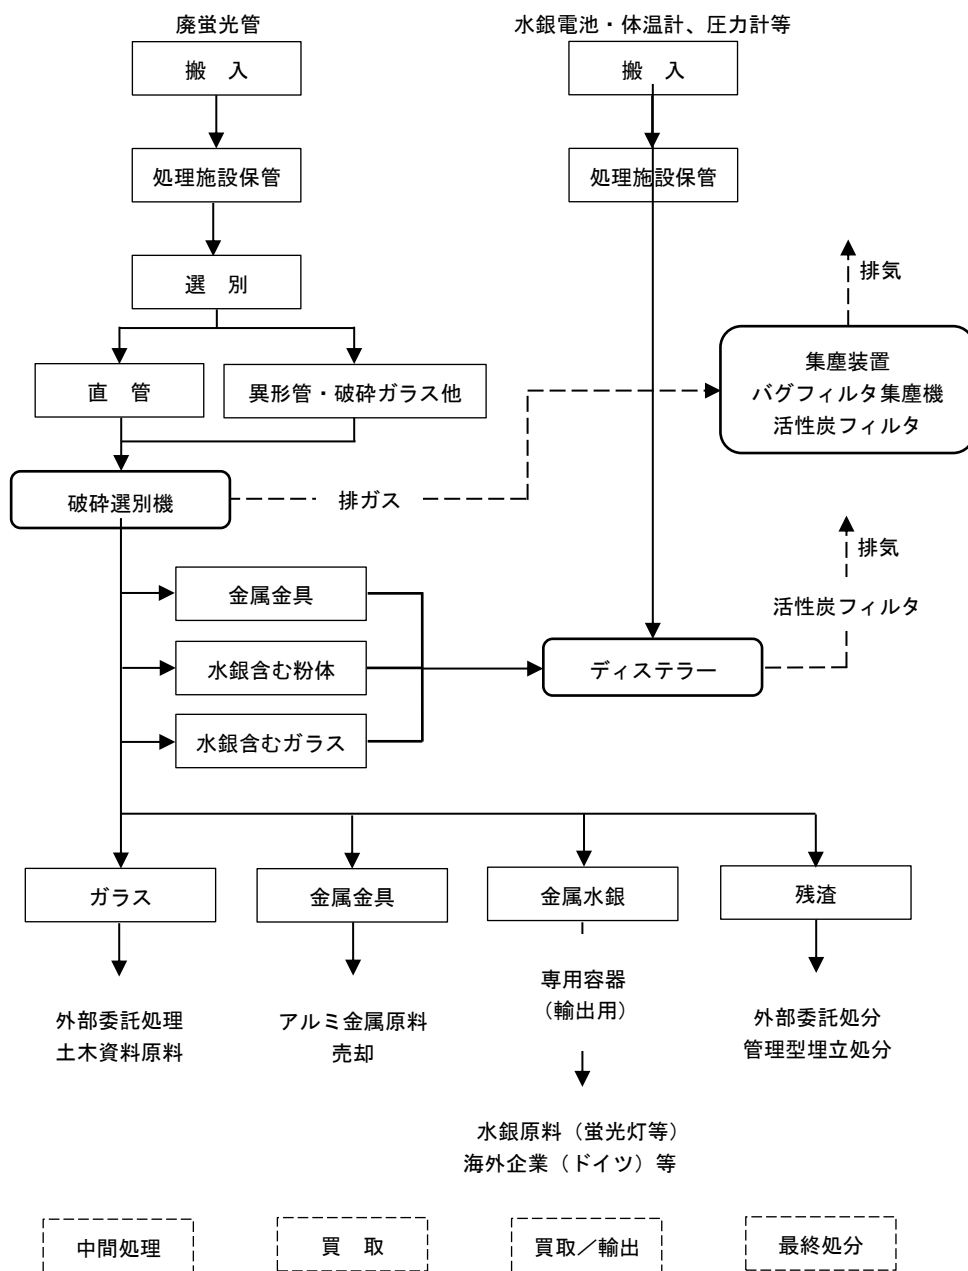 廃蛍光管
搬　入
処理施設保管
選　別
直　管
異形管・破砕ガラス他
破砕選別機
排ガス
水銀電池・体温計、圧力計等
搬　入
処理施設保管
排気
集塵装置
バグフィルタ集塵機
活性炭フィルタ
排気
活性炭フィルタ
金属金具
水銀含む粉体
水銀含むガラス
ディステラー
ガラス
金属金具
金属水銀
残渣
外部委託処理
土木資料原料
アルミ金属原料
売却
専用容器
（輸出用）
水銀原料（蛍光灯等）
海外企業（ドイツ）等
外部委託処分
管理型埋立処分
中間処理
買　取
買取／輸出
最終処分